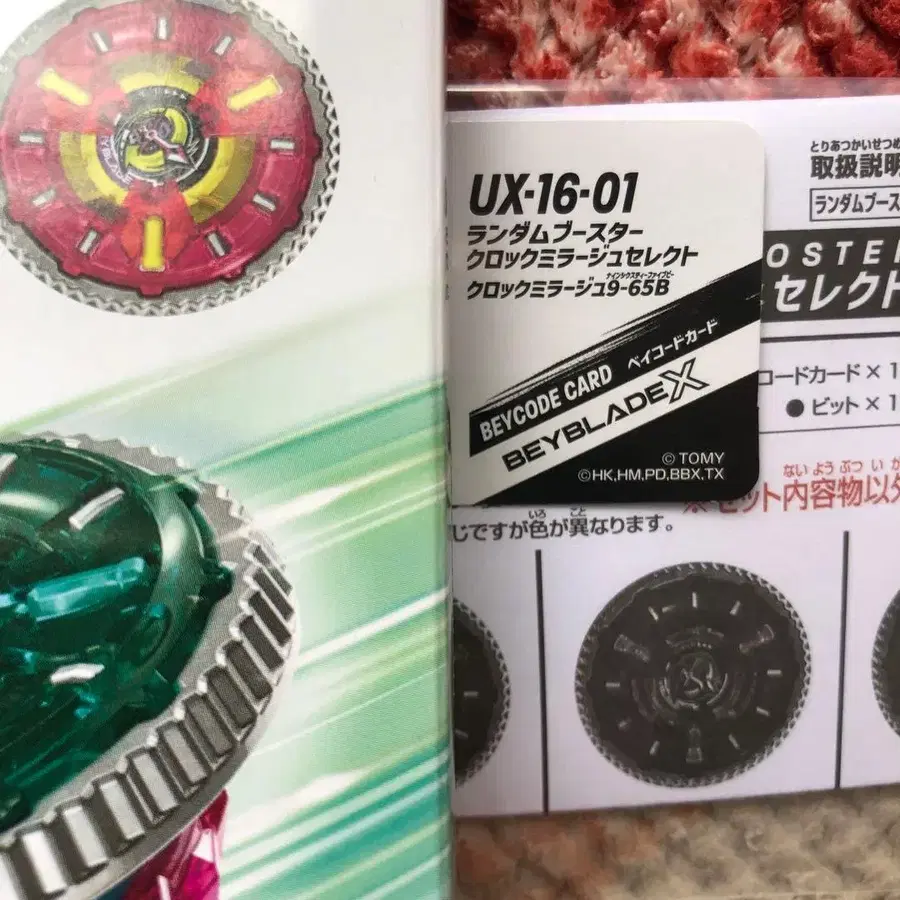 UX-16-01
ランダムブースター
クロックミラージュセレクト
ナインシックスティーファイブビー
クロックミラージュ9-65B
BEYCODE CARD ベイコードカード
BEYBLADE X
© TOMY
©HK,HM,PD,BBX,TX
とりあつかいせつめ
取扱説明
ランダムブース
OSTE
セレクト
コードカード × 1
● ビット × 1
ないようぶつ い が
※セット内容物以
いろ こと
じですが色が異なります。